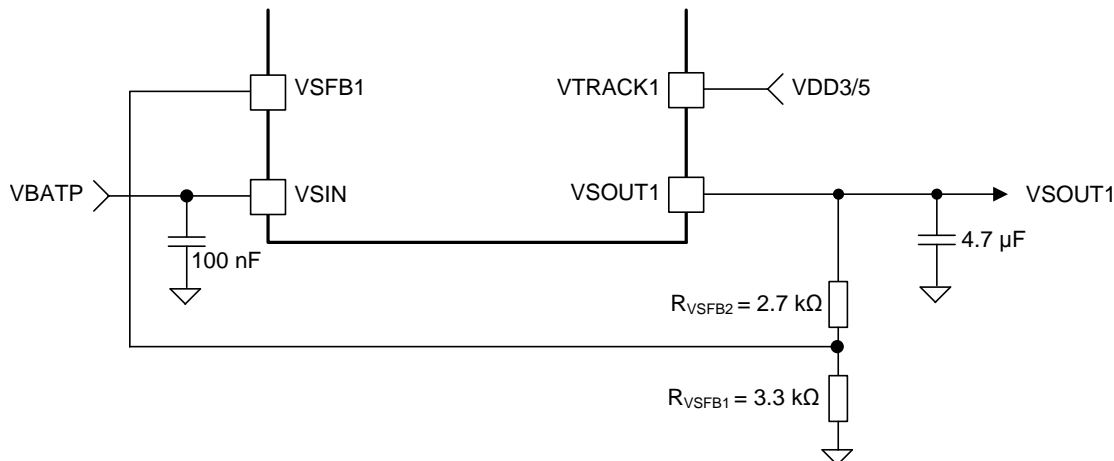 VSFB1
VTRACK1
VDD3/5
VBATP
VSIN
VSOUT1
VSOUT1
100 nF
4.7 µF
RVSFB2 = 2.7 kΩ
RVSFB1 = 3.3 kΩ